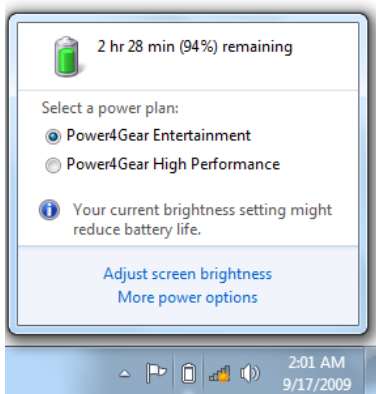 2 hr 28 min (94%) remaining
Select a power plan:
Power4Gear Entertainment
Power4Gear High Performance
Your current brightness setting might
reduce battery life.
Adjust screen brightness
More power options
2:01 AM
9/17/2009